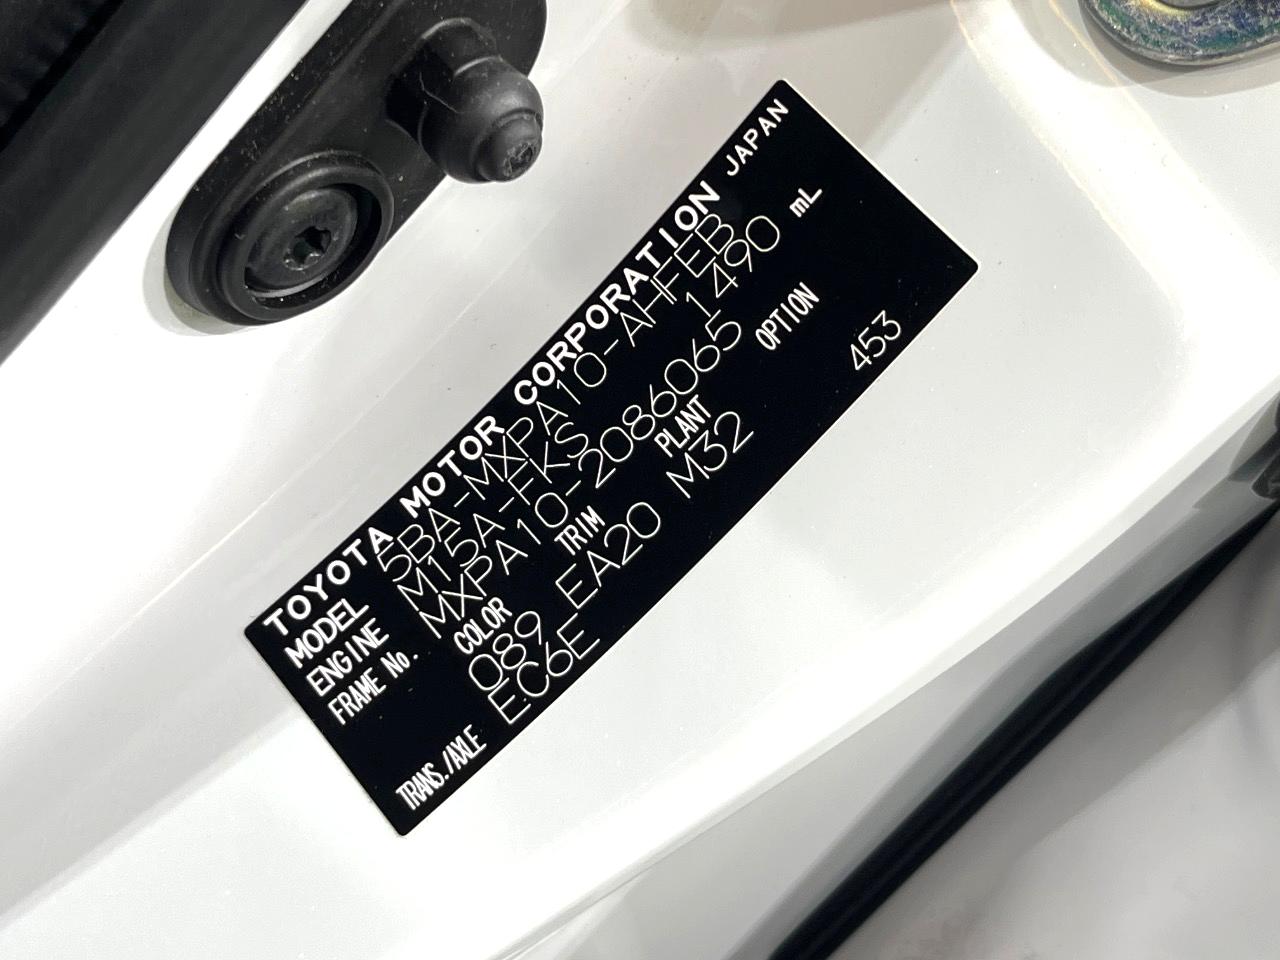 TOYOTA MOTOR CORPORATION JAPAN
MODEL 5BA-MXPA10-AHFEB
ENGINE M15A-FKS 1490 mL
FRAME No. MXPA10-2086065
COLOR TRIM PLANT OPTION
089 EA20 M32 453
TRANS./AXLE EC6E